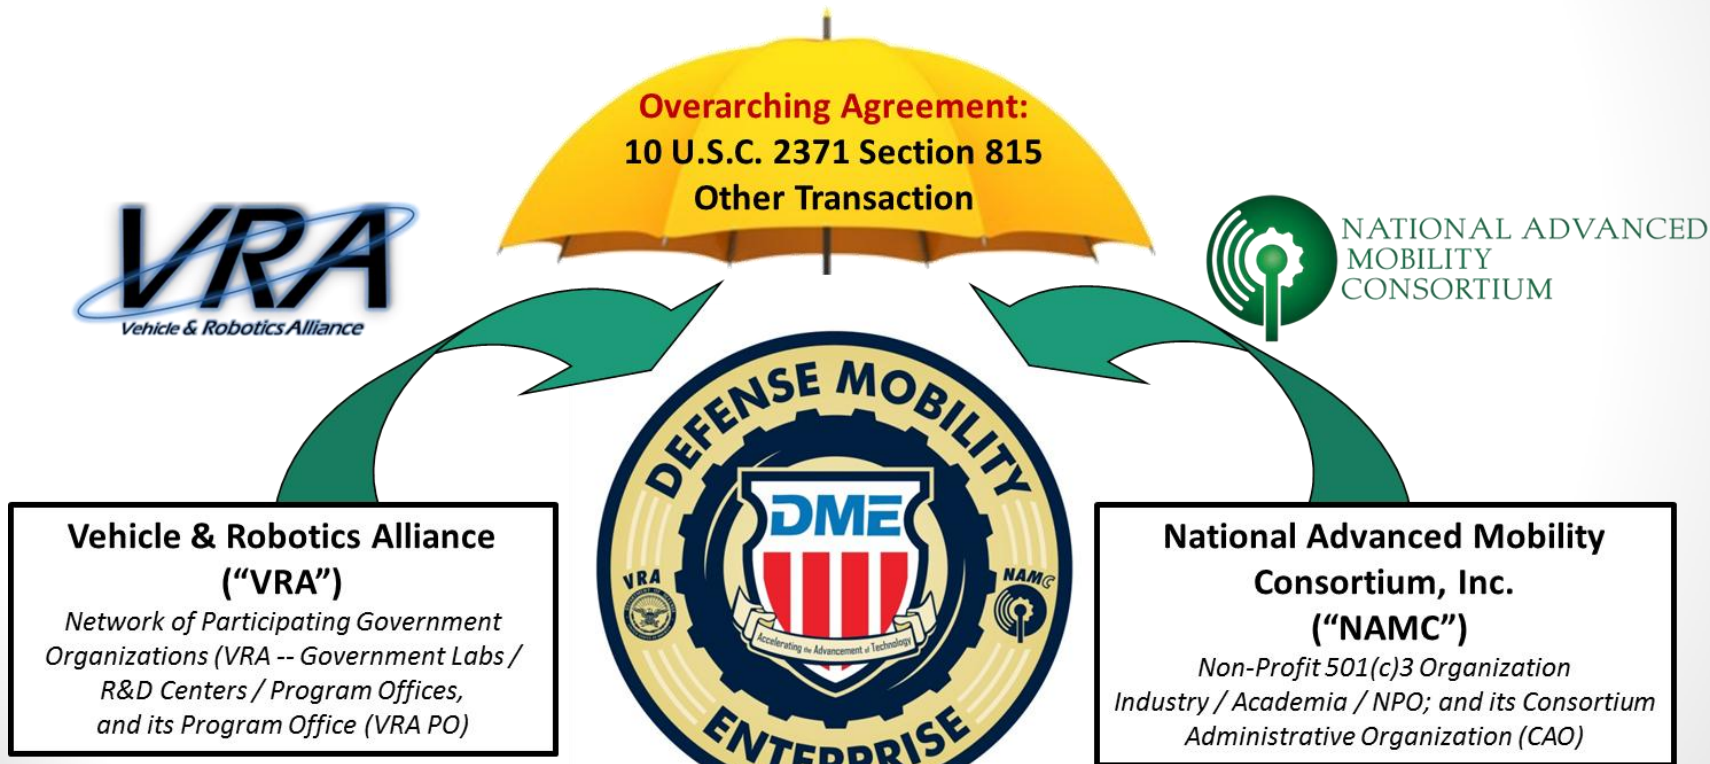 Overarching Agreement:
10 U.S.C. 2371 Section 815
Other Transaction
VRA
Vehicle & Robotics Alliance
NATIONAL ADVANCED
MOBILITY
CONSORTIUM
DEFENSE MOBILITY
ENTERPRISE
DME
VRA
NAMC
Accelerating the Advancement of Technology
Vehicle & Robotics Alliance
(“VRA”)
Network of Participating Government
Organizations (VRA -- Government Labs /
R&D Centers / Program Offices,
and its Program Office (VRA PO)
National Advanced Mobility
Consortium, Inc.
(“NAMC”)
Non-Profit 501(c)3 Organization
Industry / Academia / NPO; and its Consortium
Administrative Organization (CAO)